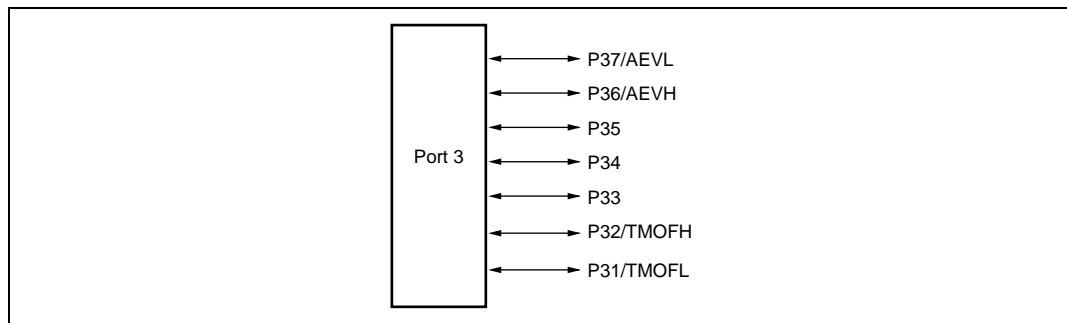 P37/AEVL
P36/AEVH
P35
Port 3
P34
P33
P32/TMOFH
P31/TMOFL